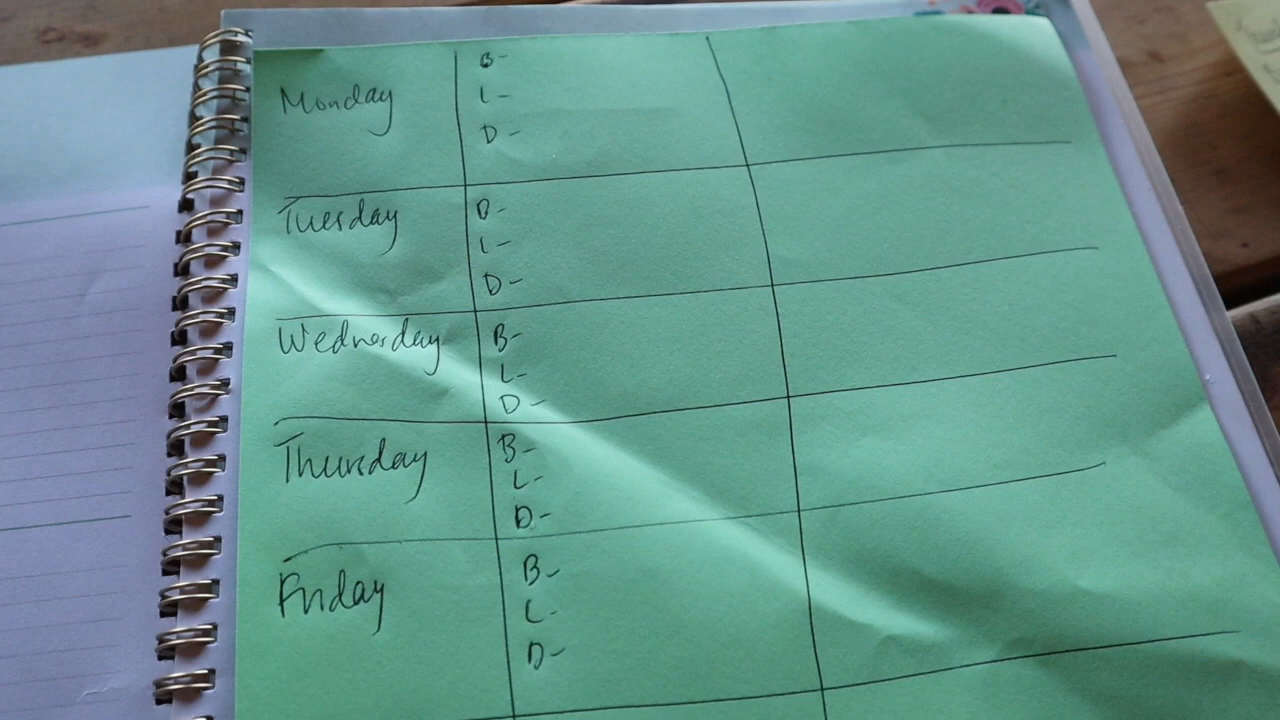 Monday
B-
L-
D-
Tuesday
B-
L-
D-
Wednesday
B-
L-
D-
Thursday
B-
L-
D-
Friday
B-
L-
D-